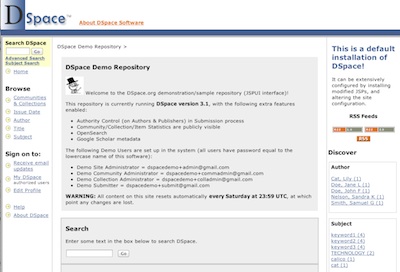 DSpace™
About DSpace Software
Search DSpace
Go
Advanced Search
Subject Search
Home
Browse
Communities
& Collections
Issue Date
Author
Title
Subject
Sign on to:
Receive email
updates
My DSpace
authorized users
Edit Profile
Help
About DSpace
DSpace Demo Repository »
DSpace Demo Repository
Welcome to the DSpace.org demonstration/sample repository (JSPUI interface)!
This repository is currently running DSpace version 3.1, with the following extra features
enabled:
Authority Control (on Authors & Publishers) in Submission process
Community/Collection/Item Statistics are publicly visible
OpenSearch
Google Scholar metadata
The following Demo Users are set up in the system (all users have password equal to the
lowercase name of this software):
Demo Site Administrator = dspacedemo+admin@gmail.com
Demo Community Administrator = dspacedemo+commadmin@gmail.com
Demo Collection Administrator = dspacedemo+colladmin@gmail.com
Demo Submitter = dspacedemo+submit@gmail.com
WARNING: All content on this site resets automatically every Saturday at 23:59 UTC, at which
point any changes are lost.
Search
Enter some text in the box below to search DSpace.
Go
This is a default
installation of
DSpace!
It can be extensively
configured by installing
modified JSPs, and
altering the site
configuration.
RSS Feeds
Discover
Author
Cat, Lily (1)
Doe, Jane L (1)
Doe, John F (1)
Nelson, Sandra K (1)
Smith, Samuel G (1)
Subject
keyword1 (4)
keyword2 (4)
keyword3 (4)
TECHNOLOGY (2)
calico (1)
cat (1)